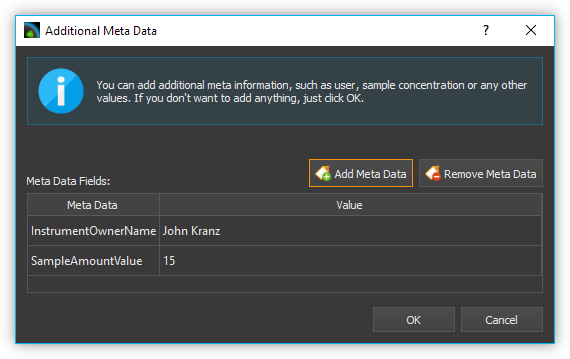 Additional Meta Data
?
You can add additional meta information, such as user, sample concentration or any other
values. If you don't want to add anything, just click OK.
Add Meta Data
Remove Meta Data
Meta Data Fields:
Meta Data Value
InstrumentOwnerName John Kranz
SampleAmountValue 15
OK Cancel